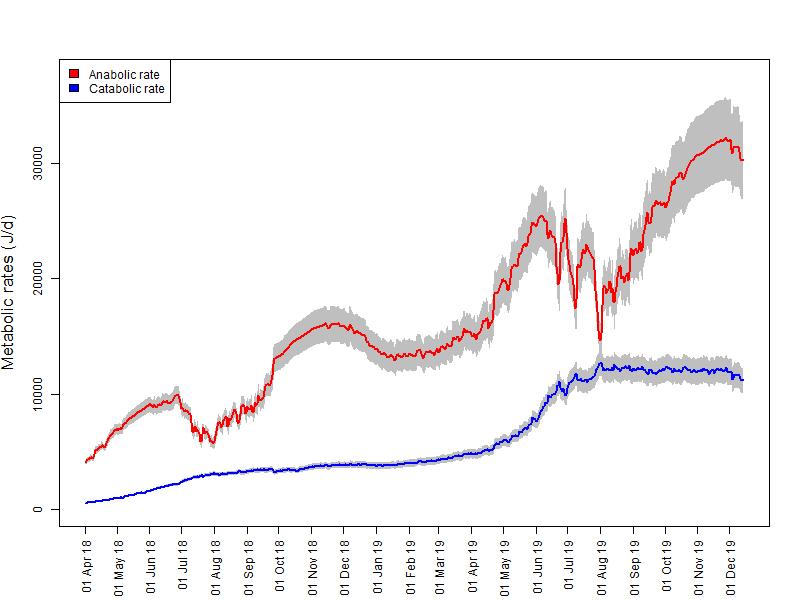 Anabolic rate
Catabolic rate
Metabolic rates (J/d)
30000
20000
10000
0
01 Apr 18
01 May 18
01 Jun 18
01 Jul 18
01 Aug 18
01 Sep 18
01 Oct 18
01 Nov 18
01 Dec 18
01 Jan 19
01 Feb 19
01 Mar 19
01 Apr 19
01 May 19
01 Jun 19
01 Jul 19
01 Aug 19
01 Sep 19
01 Oct 19
01 Nov 19
01 Dec 19